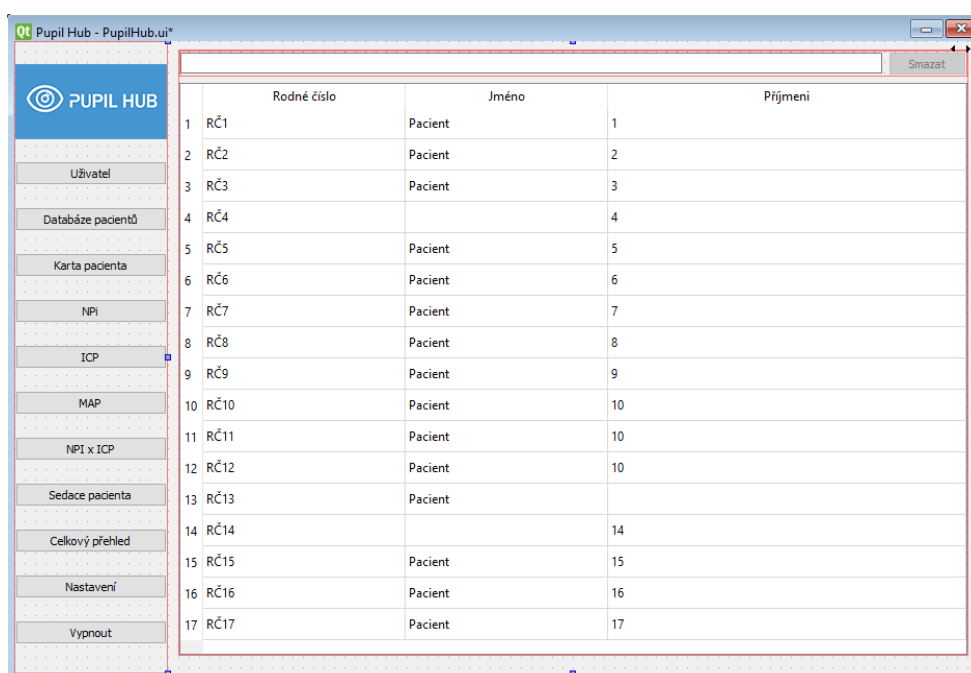 Qt Pupil Hub - PupilHub.ui*
Smazat
PUPIL HUB
Uživatel
Databáze pacientů
Karta pacienta
NPi
ICP
MAP
NPI x ICP
Sedace pacienta
Celkový přehled
Nastavení
Vypnout
Rodné číslo Jméno Příjmeni
1 RČ1 Pacient 1
2 RČ2 Pacient 2
3 RČ3 Pacient 3
4 RČ4 4
5 RČ5 Pacient 5
6 RČ6 Pacient 6
7 RČ7 Pacient 7
8 RČ8 Pacient 8
9 RČ9 Pacient 9
10 RČ10 Pacient 10
11 RČ11 Pacient 10
12 RČ12 Pacient 10
13 RČ13 Pacient
14 RČ14 14
15 RČ15 Pacient 15
16 RČ16 Pacient 16
17 RČ17 Pacient 17